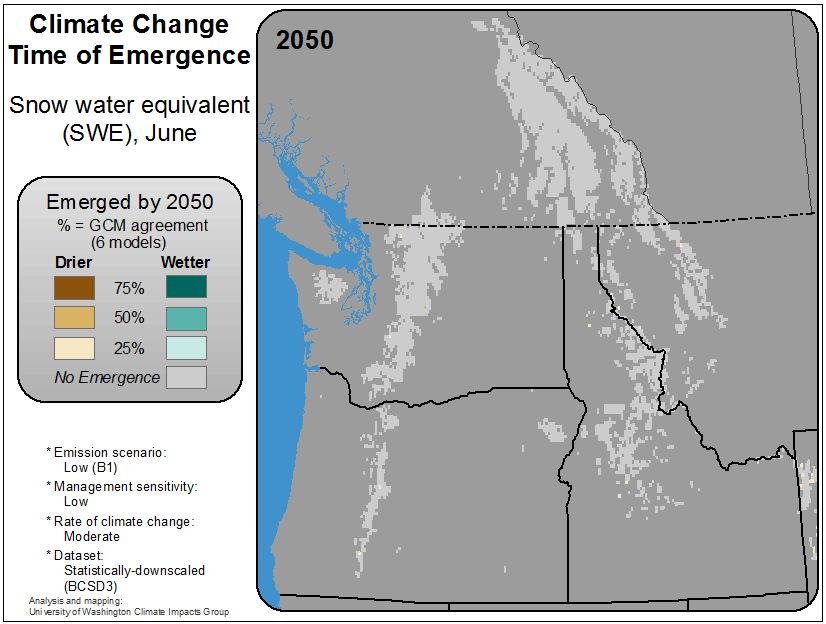 Climate Change
Time of Emergence
Snow water equivalent
(SWE), June
Emerged by 2050
% = GCM agreement
(6 models)
Drier Wetter
75%
50%
25%
No Emergence
* Emission scenario:
Low (B1)
* Management sensitivity:
Low
* Rate of climate change:
Moderate
* Dataset:
Statistically-downscaled
(BCSD3)
Analysis and mapping:
University of Washington Climate Impacts Group
2050